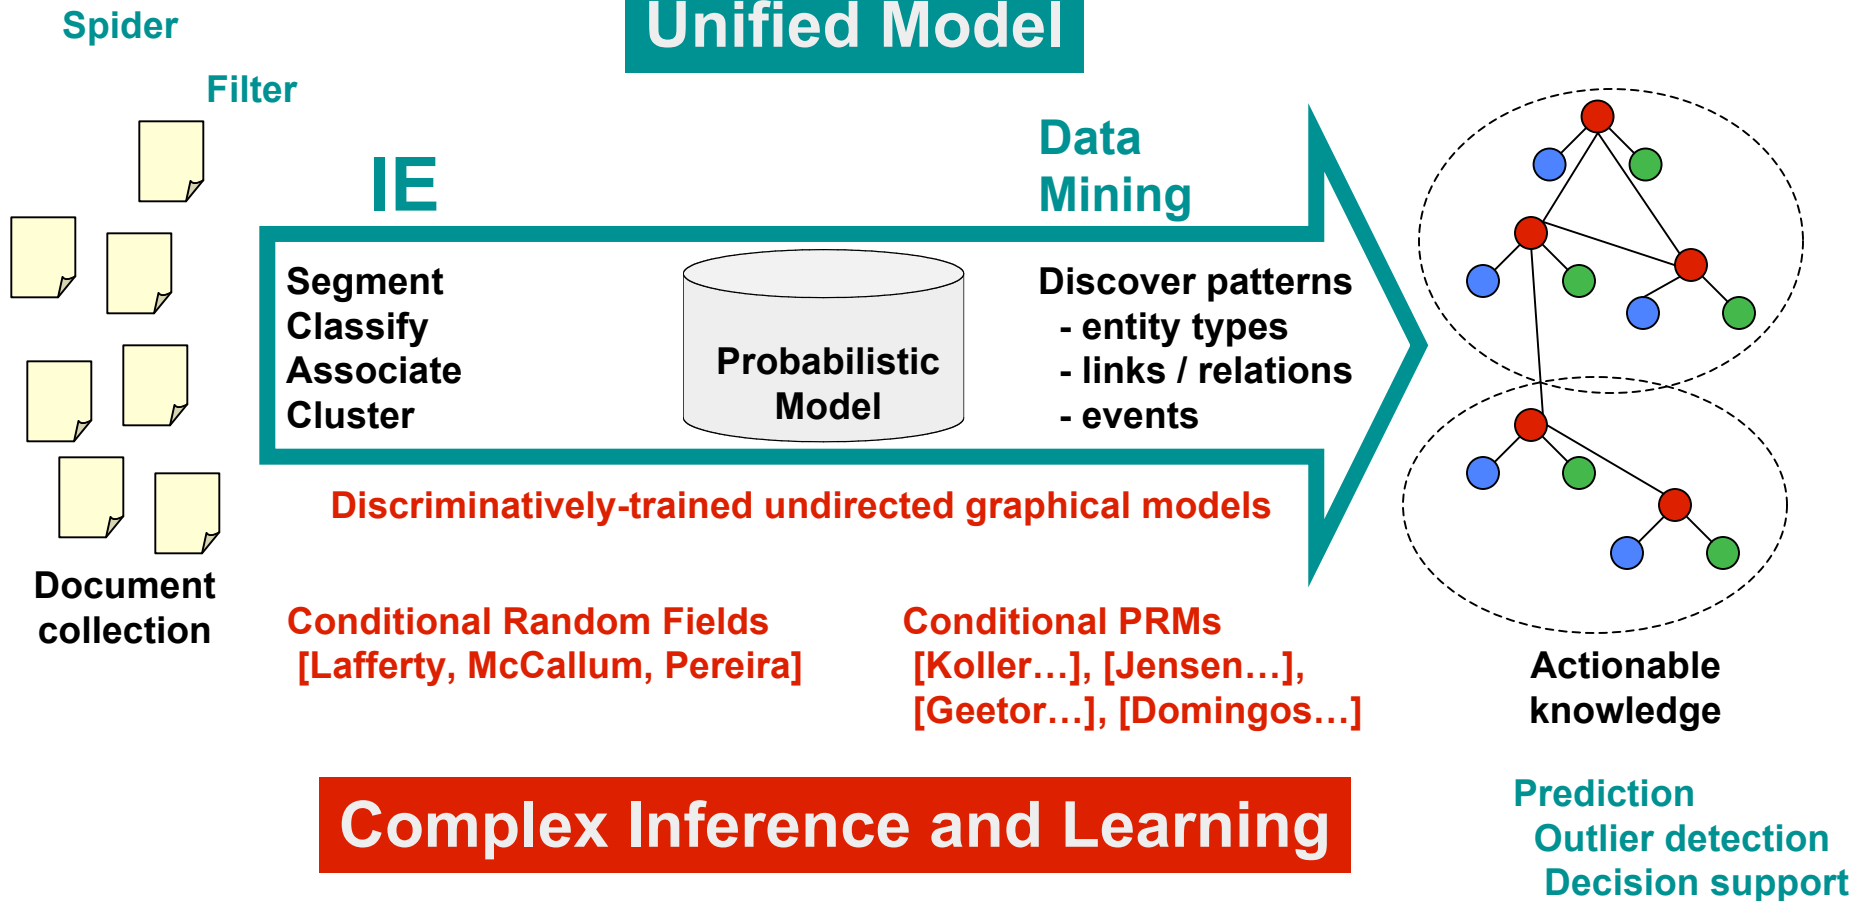 Unified Model
Spider
Filter
IE
Data
Mining
Segment
Classify
Associate
Cluster
Probabilistic
Model
Discover patterns
- entity types
- links / relations
- events
Discriminatively-trained undirected graphical models
Document
collection
Conditional Random Fields
[Lafferty, McCallum, Pereira]
Conditional PRMs
[Koller…], [Jensen…],
[Geetor…], [Domingos…]
Actionable
knowledge
Complex Inference and Learning
Prediction
Outlier detection
Decision support